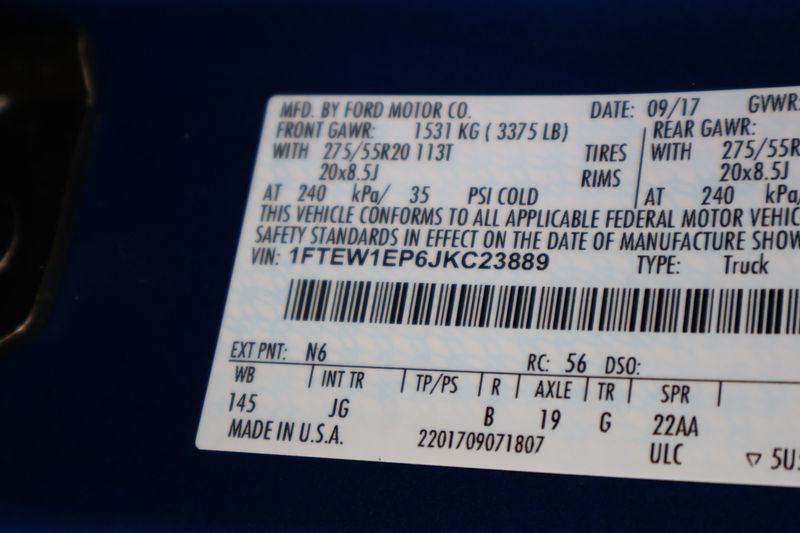 MFD. BY FORD MOTOR CO. DATE: 09/17 GVWR:
FRONT GAWR: 1531 KG ( 3375 LB) REAR GAWR:
WITH 275/55R20 113T TIRES WITH 275/55R
20x8.5J RIMS 20x8.5J
AT 240 kPa/ 35 PSI COLD AT 240 kPa/
THIS VEHICLE CONFORMS TO ALL APPLICABLE FEDERAL MOTOR VEHIC
SAFETY STANDARDS IN EFFECT ON THE DATE OF MANUFACTURE SHOW
VIN: 1FTEW1EP6JKC23889 TYPE: Truck
EXT PNT: N6 RC: 56 DSO:
WB INT TR TP/PS R AXLE TR SPR
145 JG B 19 G 22AA
MADE IN U.S.A. 2201709071807 ULC ▽ 5US